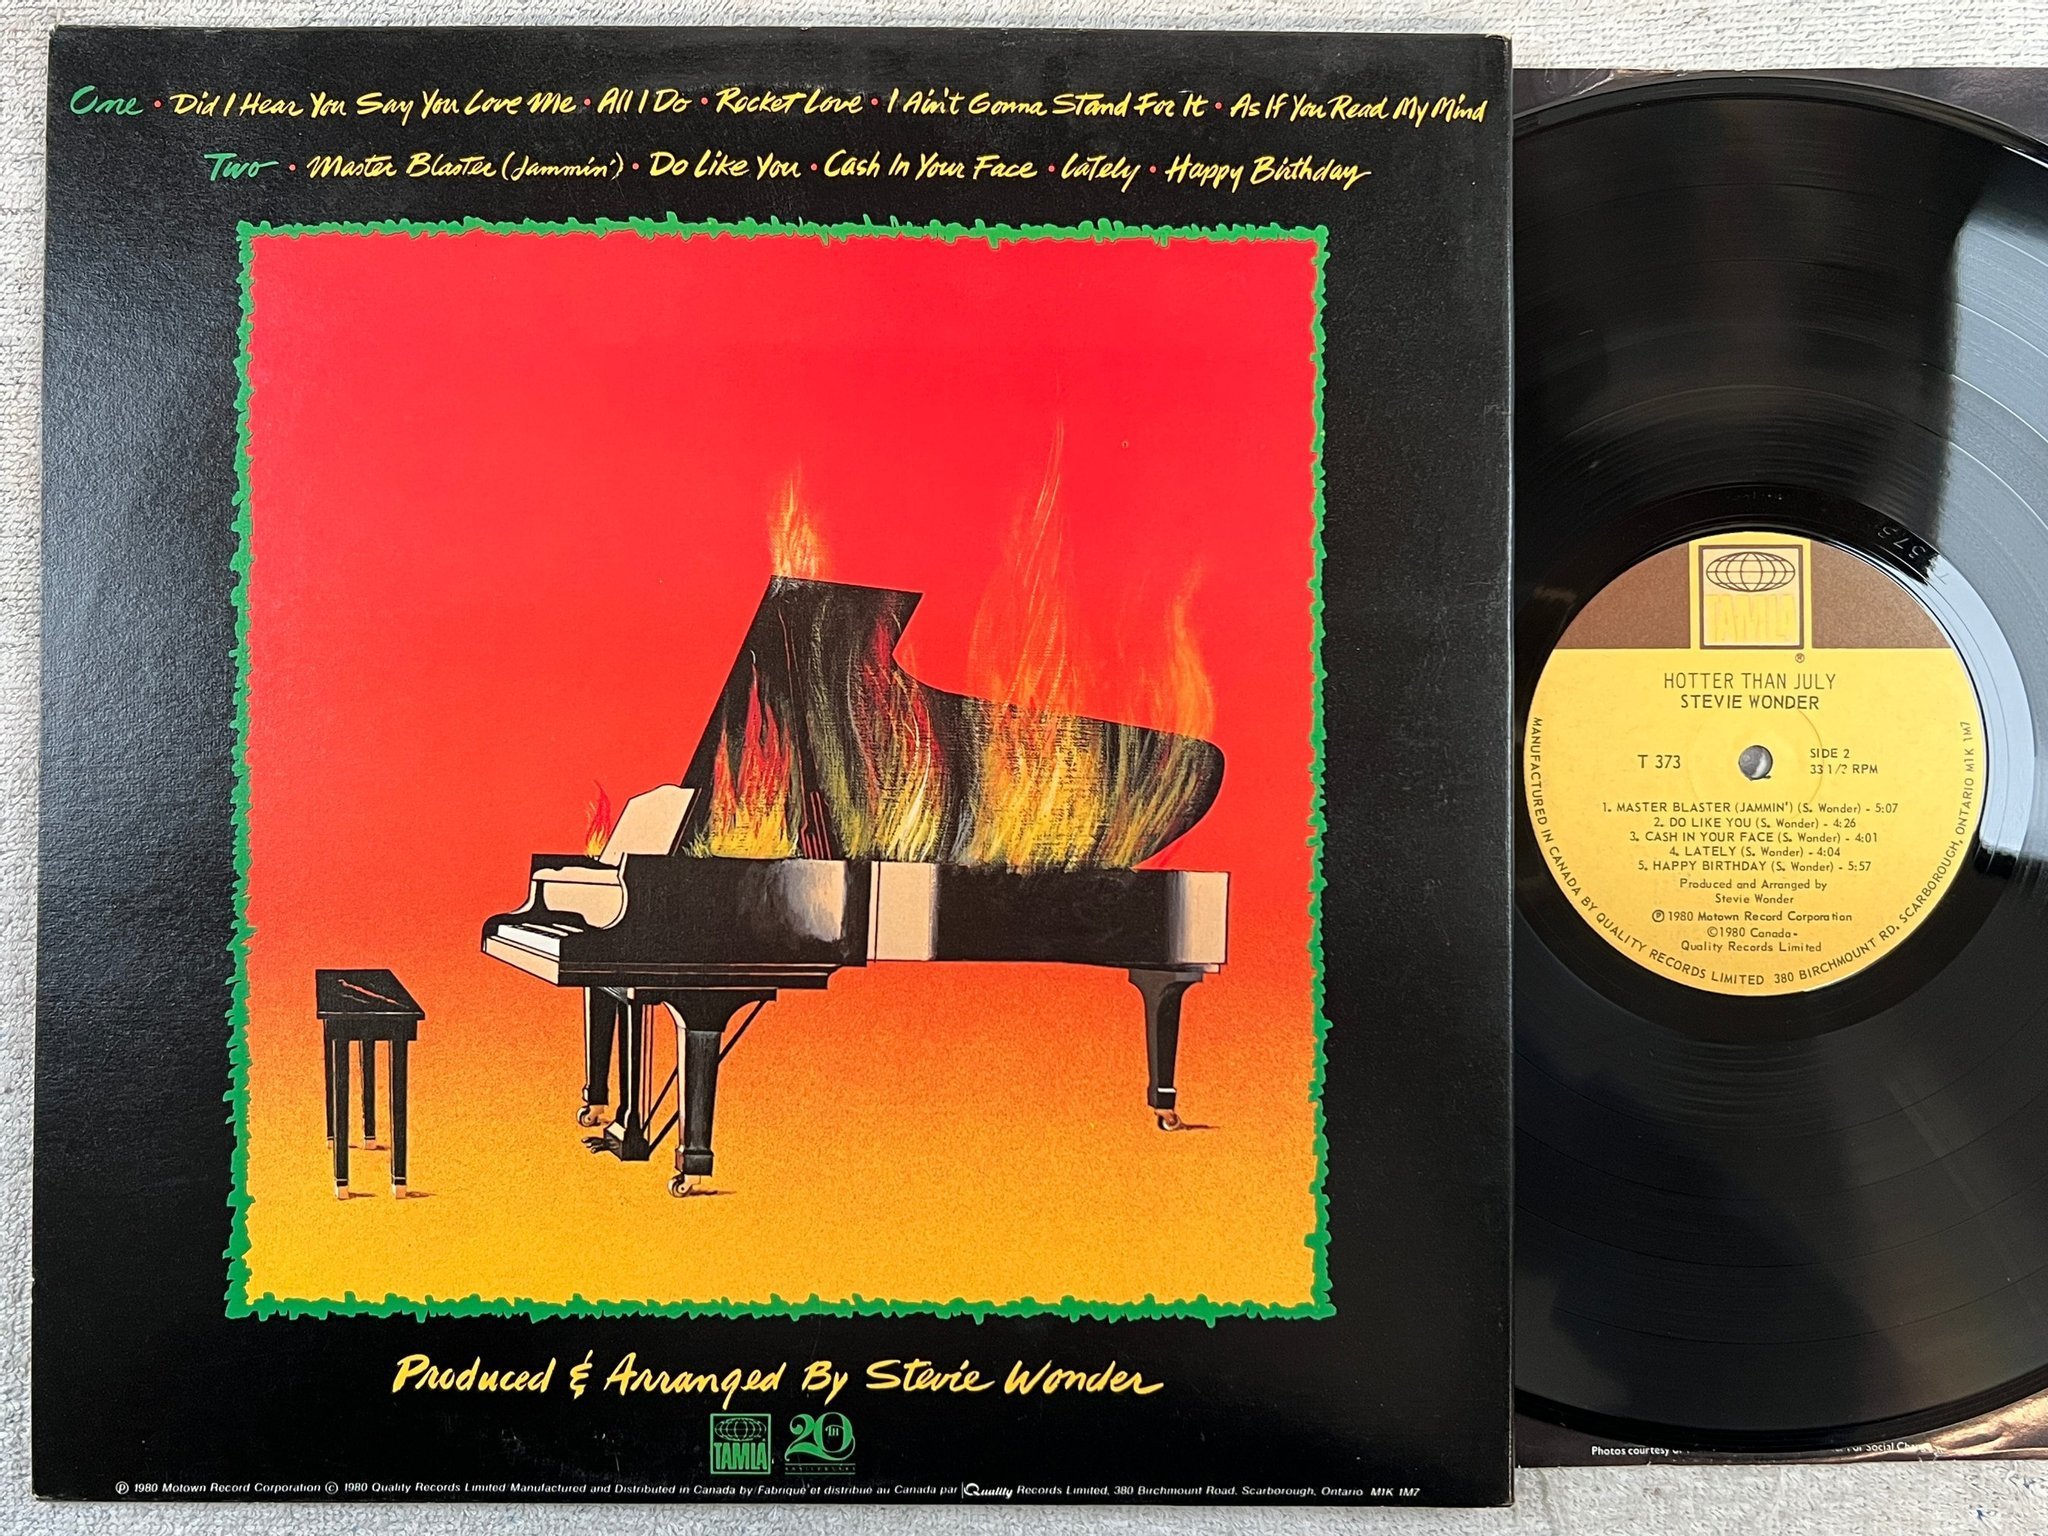 One • Did I Hear You Say You Love Me • All I Do • Rocket Love • I Ain't Gonna Stand For It • As If You Read My Mind
Two • Master Blaster (Jammin') • Do Like You • Cash In Your Face • Lately • Happy Birthday
Produced & Arranged By Stevie Wonder
TAMLA
20TH
ANNIVERSARY
Ⓟ 1980 Motown Record Corporation © 1980 Quality Records Limited Manufactured and Distributed in Canada by/Fabriqué et distribué au Canada par Quality Records Limited, 380 Birchmount Road, Scarborough, Ontario M1K 1M7
373
TAMLA
®
HOTTER THAN JULY
STEVIE WONDER
T 373
SIDE 2
33 1/3 RPM
1. MASTER BLASTER (JAMMIN') (S. Wonder) - 5:07
2. DO LIKE YOU (S. Wonder) - 4:26
3. CASH IN YOUR FACE (S. Wonder) - 4:01
4. LATELY (S. Wonder) - 4:04
5. HAPPY BIRTHDAY (S. Wonder) - 5:57
Produced and Arranged by
Stevie Wonder
Ⓟ 1980 Motown Record Corporation
©1980 Canada-
Quality Records Limited
MANUFACTURED IN CANADA BY QUALITY RECORDS LIMITED 380 BIRCHMOUNT RD. SCARBOROUGH, ONTARIO M1K 1M7
Photos courtesy of
Social